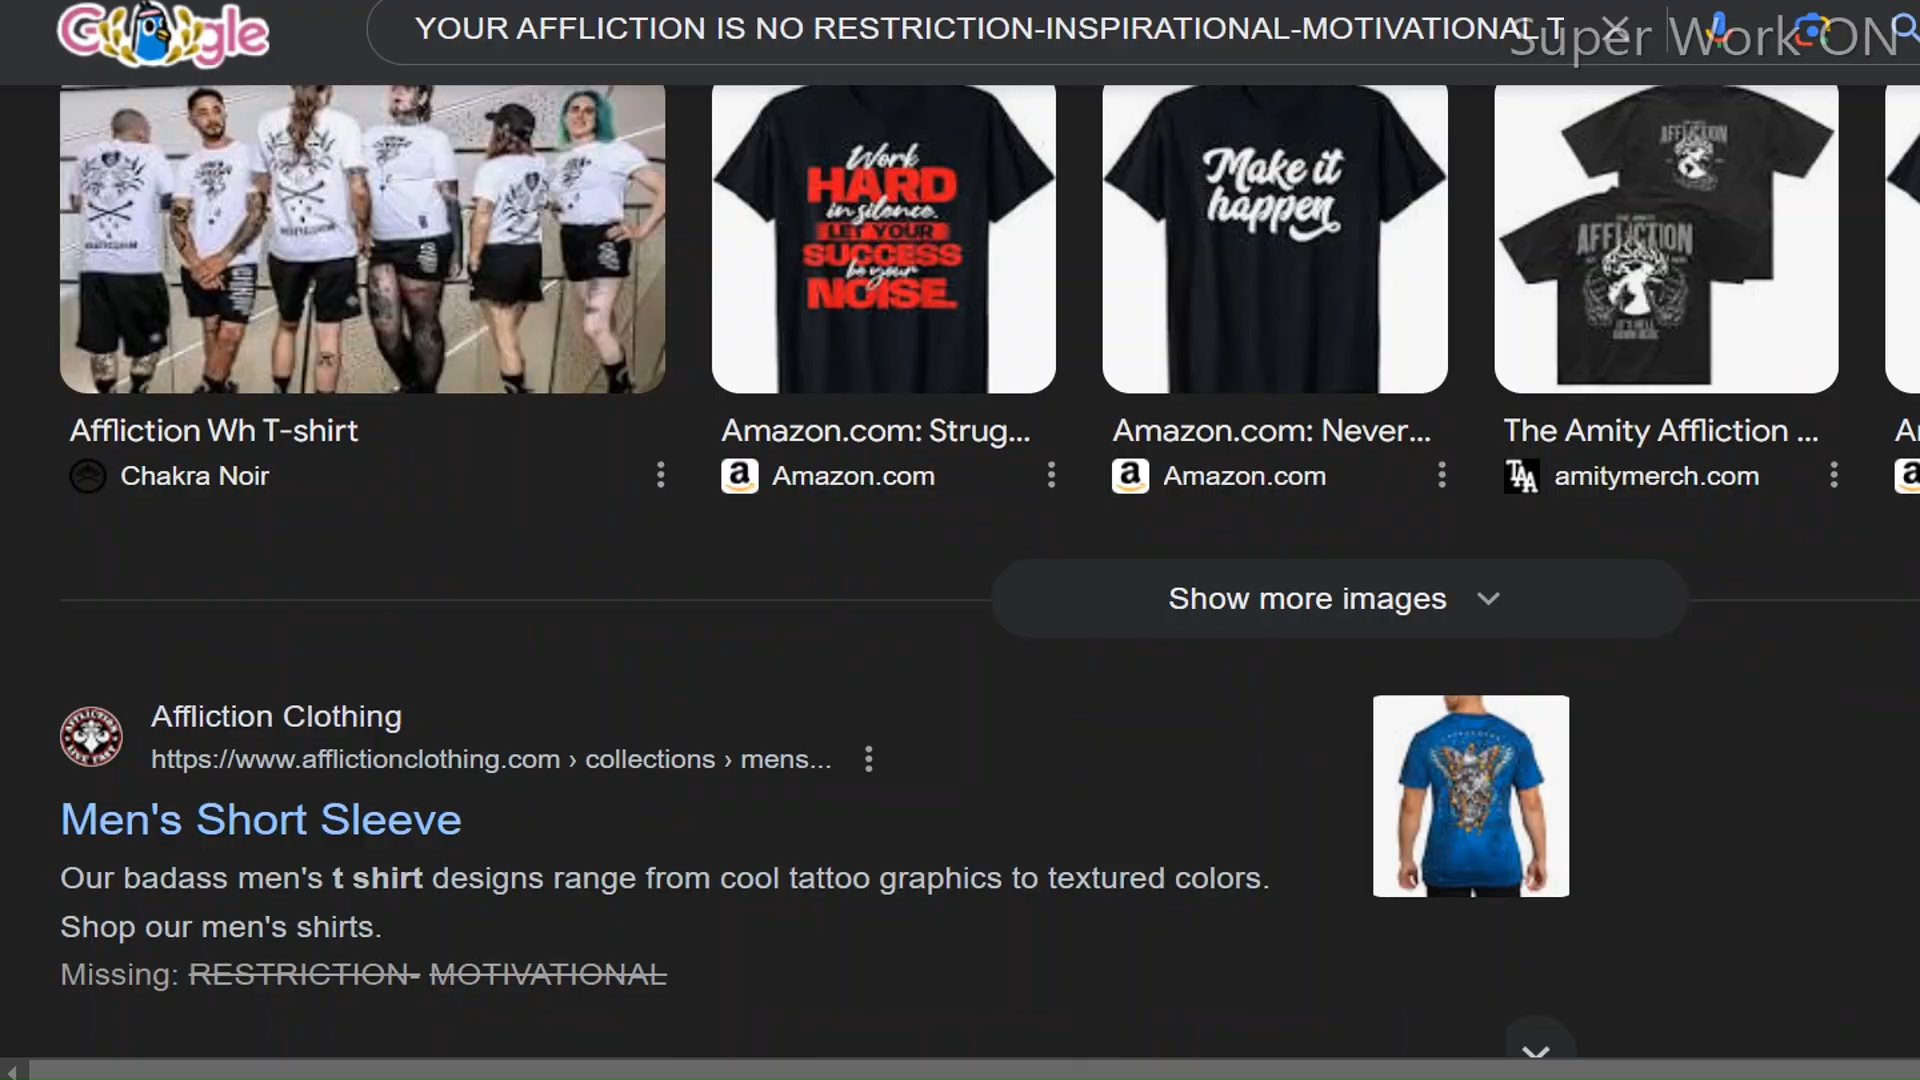 Google
YOUR AFFLICTION IS NO RESTRICTION-INSPIRATIONAL-MOTIVATIONAL T
Super Work ON
Work
HARD
in silence.
LET YOUR
SUCCESS
be your
NOISE.
Make it
happen
AFFLICTION
AFFLICTION
Affliction Wh T-shirt
Chakra Noir
Amazon.com: Strug...
Amazon.com
Amazon.com: Never...
Amazon.com
The Amity Affliction ...
amitymerch.com
Show more images
Affliction Clothing
https://www.afflictionclothing.com › collections › mens...
Men's Short Sleeve
Our badass men's t shirt designs range from cool tattoo graphics to textured colors.
Shop our men's shirts.
Missing: RESTRICTION- MOTIVATIONAL